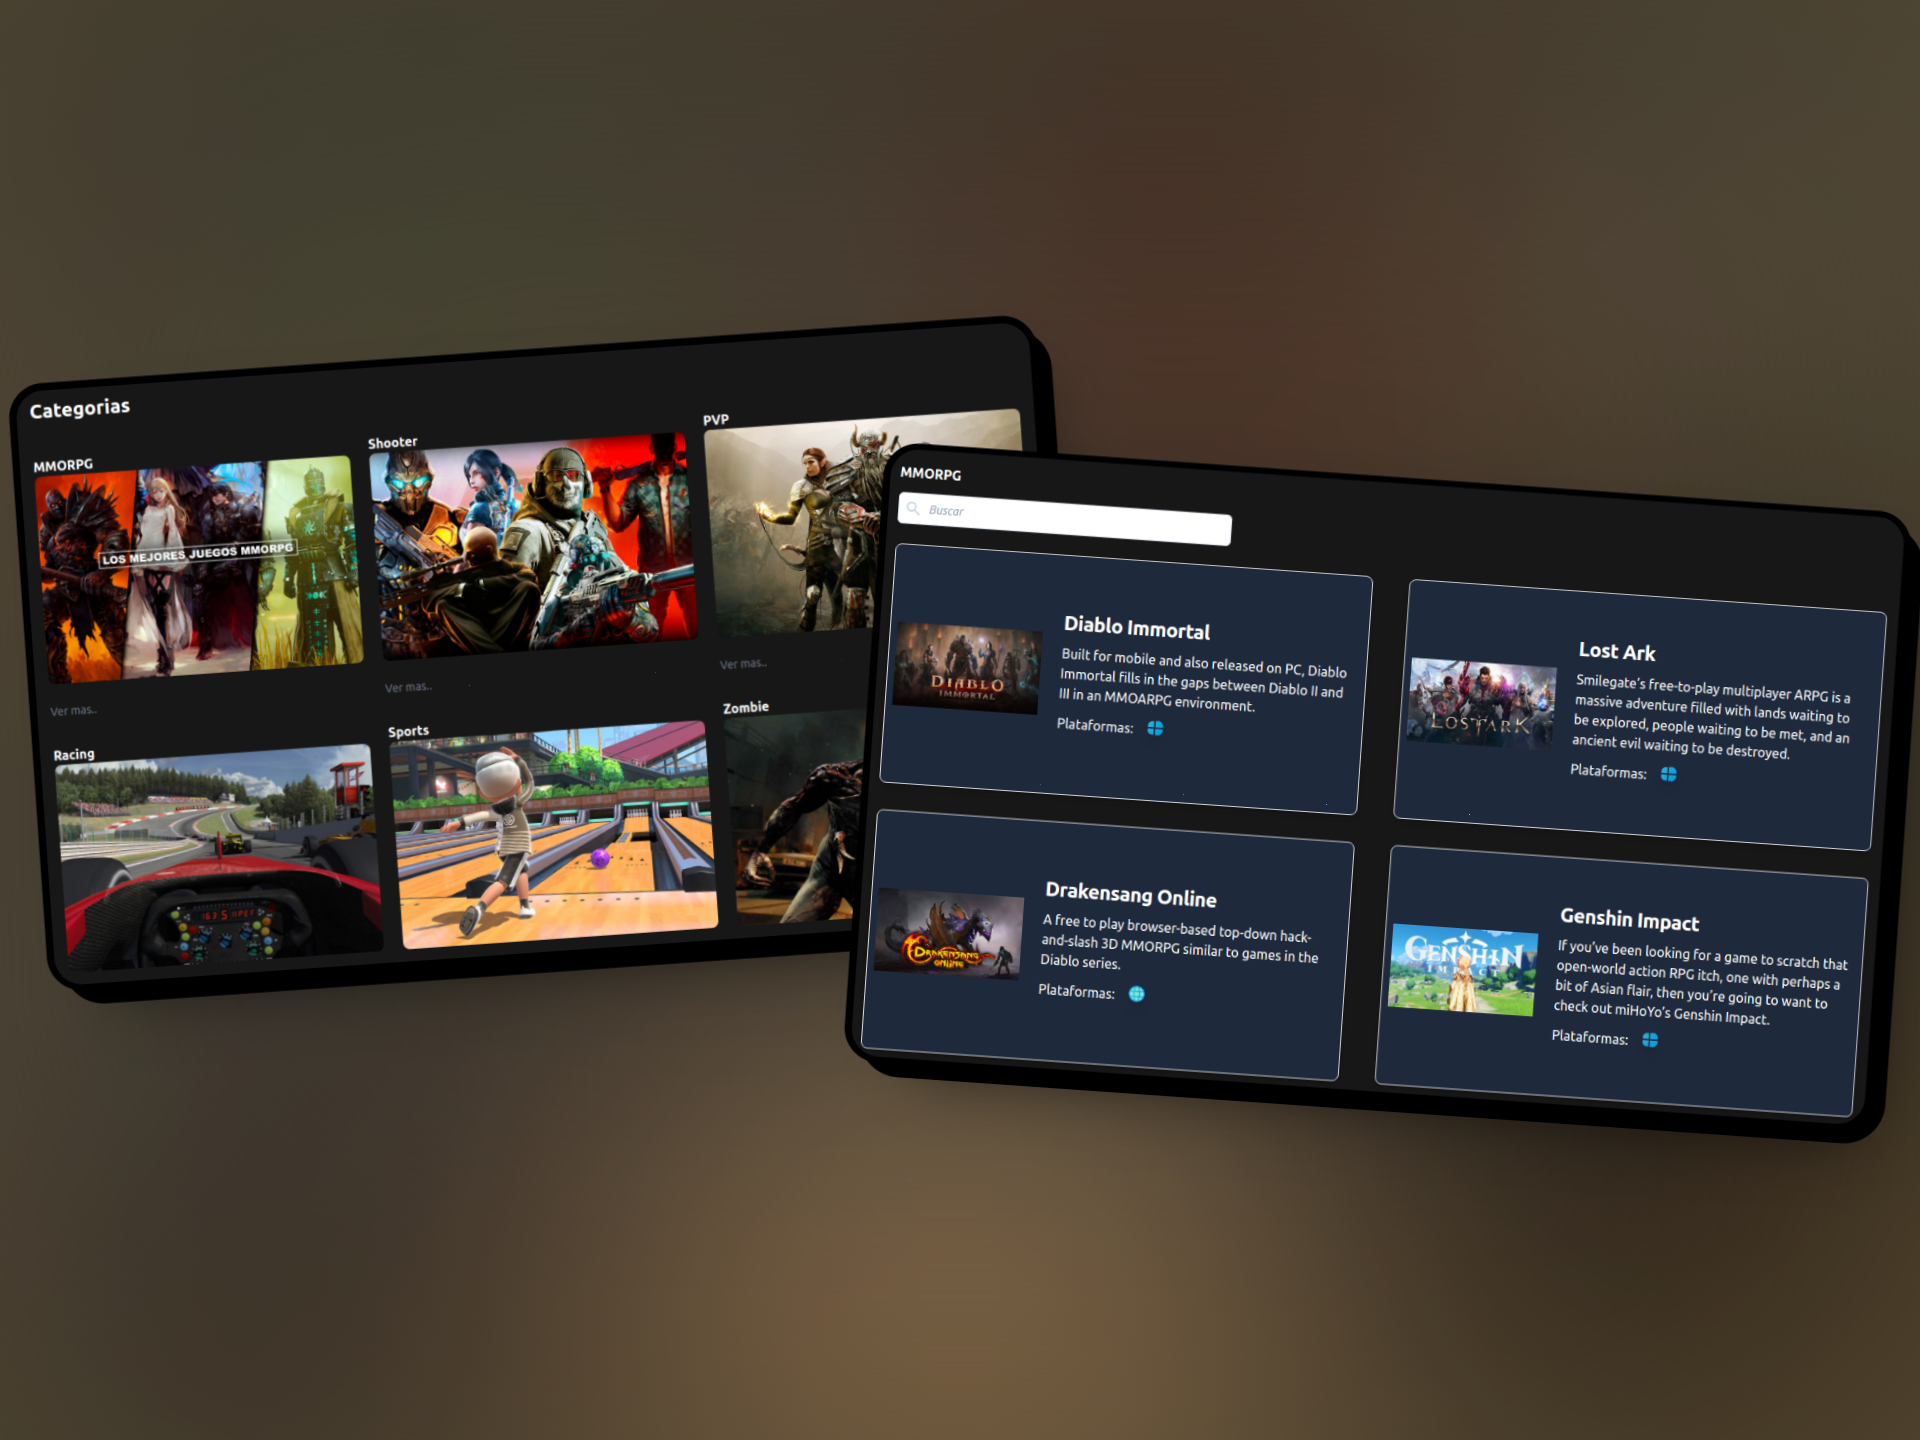 Categorias
MMORPG
LOS MEJORES JUEGOS MMORPG
Ver mas..
Shooter
Ver mas..
PVP
Ver mas..
Racing
Sports
Zombie
MMORPG
Buscar
DIABLO
IMMORTAL
Diablo Immortal
Built for mobile and also released on PC, Diablo
Immortal fills in the gaps between Diablo II and
III in an MMOARPG environment.
Plataformas:
LOST ARK
Lost Ark
Smilegate's free-to-play multiplayer ARPG is a
massive adventure filled with lands waiting to
be explored, people waiting to be met, and an
ancient evil waiting to be destroyed.
Plataformas:
DRAKENSANG
ONLINE
Drakensang Online
A free to play browser-based top-down hack-
and-slash 3D MMORPG similar to games in the
Diablo series.
Plataformas:
GENSHIN
IMPACT
Genshin Impact
If you've been looking for a game to scratch that
open-world action RPG itch, one with perhaps a
bit of Asian flair, then you're going to want to
check out miHoYo's Genshin Impact.
Plataformas: